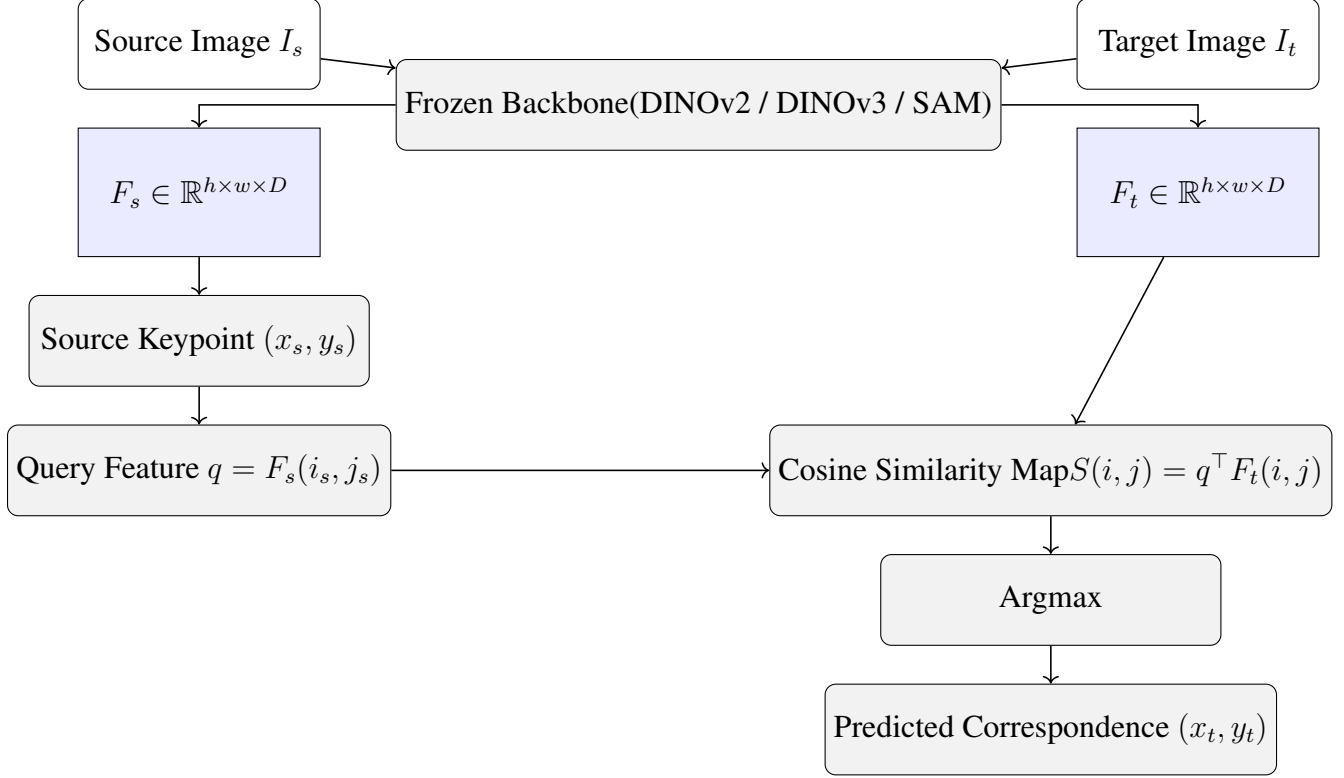 Source Image $I_s$
Target Image $I_t$
Frozen Backbone(DINOv2 / DINOv3 / SAM)
$F_s \in \mathbb{R}^{h \times w \times D}$
$F_t \in \mathbb{R}^{h \times w \times D}$
Source Keypoint $(x_s, y_s)$
Query Feature $q = F_s(i_s, j_s)$
Cosine Similarity Map$S(i, j) = q^\top F_t(i, j)$
Argmax
Predicted Correspondence $(x_t, y_t)$